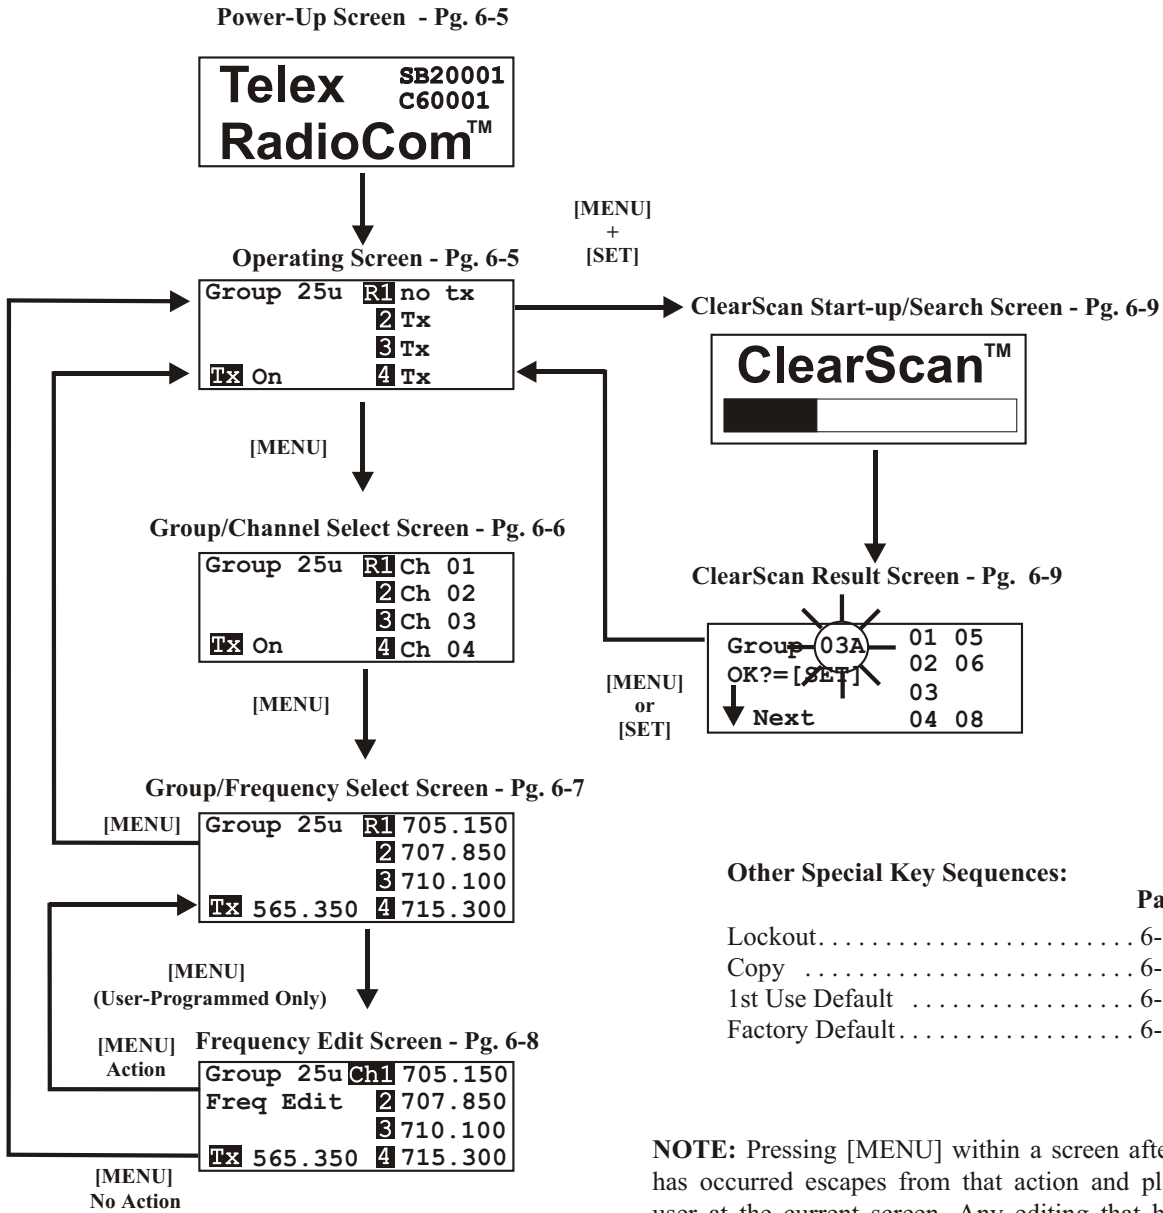 Power-Up Screen - Pg. 6-5
Telex SB20001
C60001
RadioCom™
[MENU]
+
[SET]
Operating Screen - Pg. 6-5
Group 25u R1 no tx
2 Tx
3 Tx
Tx On 4 Tx
ClearScan Start-up/Search Screen - Pg. 6-9
ClearScan™
[MENU]
Group/Channel Select Screen - Pg. 6-6
Group 25u R1 Ch 01
2 Ch 02
3 Ch 03
Tx On 4 Ch 04
ClearScan Result Screen - Pg. 6-9
Group 03A 01 05
OK?=[SET] 02 06
03
Next 04 08
[MENU]
or
[SET]
[MENU]
Group/Frequency Select Screen - Pg. 6-7
[MENU]
Group 25u R1 705.150
2 707.850
3 710.100
Tx 565.350 4 715.300
[MENU]
(User-Programmed Only)
[MENU]
Action
Frequency Edit Screen - Pg. 6-8
Group 25u Ch1 705.150
Freq Edit 2 707.850
3 710.100
Tx 565.350 4 715.300
[MENU]
No Action
Other Special Key Sequences:
Lockout. . . . . . . . . . . . . . . . . . . . . . . . 6-
Copy . . . . . . . . . . . . . . . . . . . . . . . . . 6-
1st Use Default . . . . . . . . . . . . . . . . . 6-
Factory Default. . . . . . . . . . . . . . . . . . 6-
NOTE: Pressing [MENU] within a screen afte
has occurred escapes from that action and pl
user at the current screen. Any editing that h